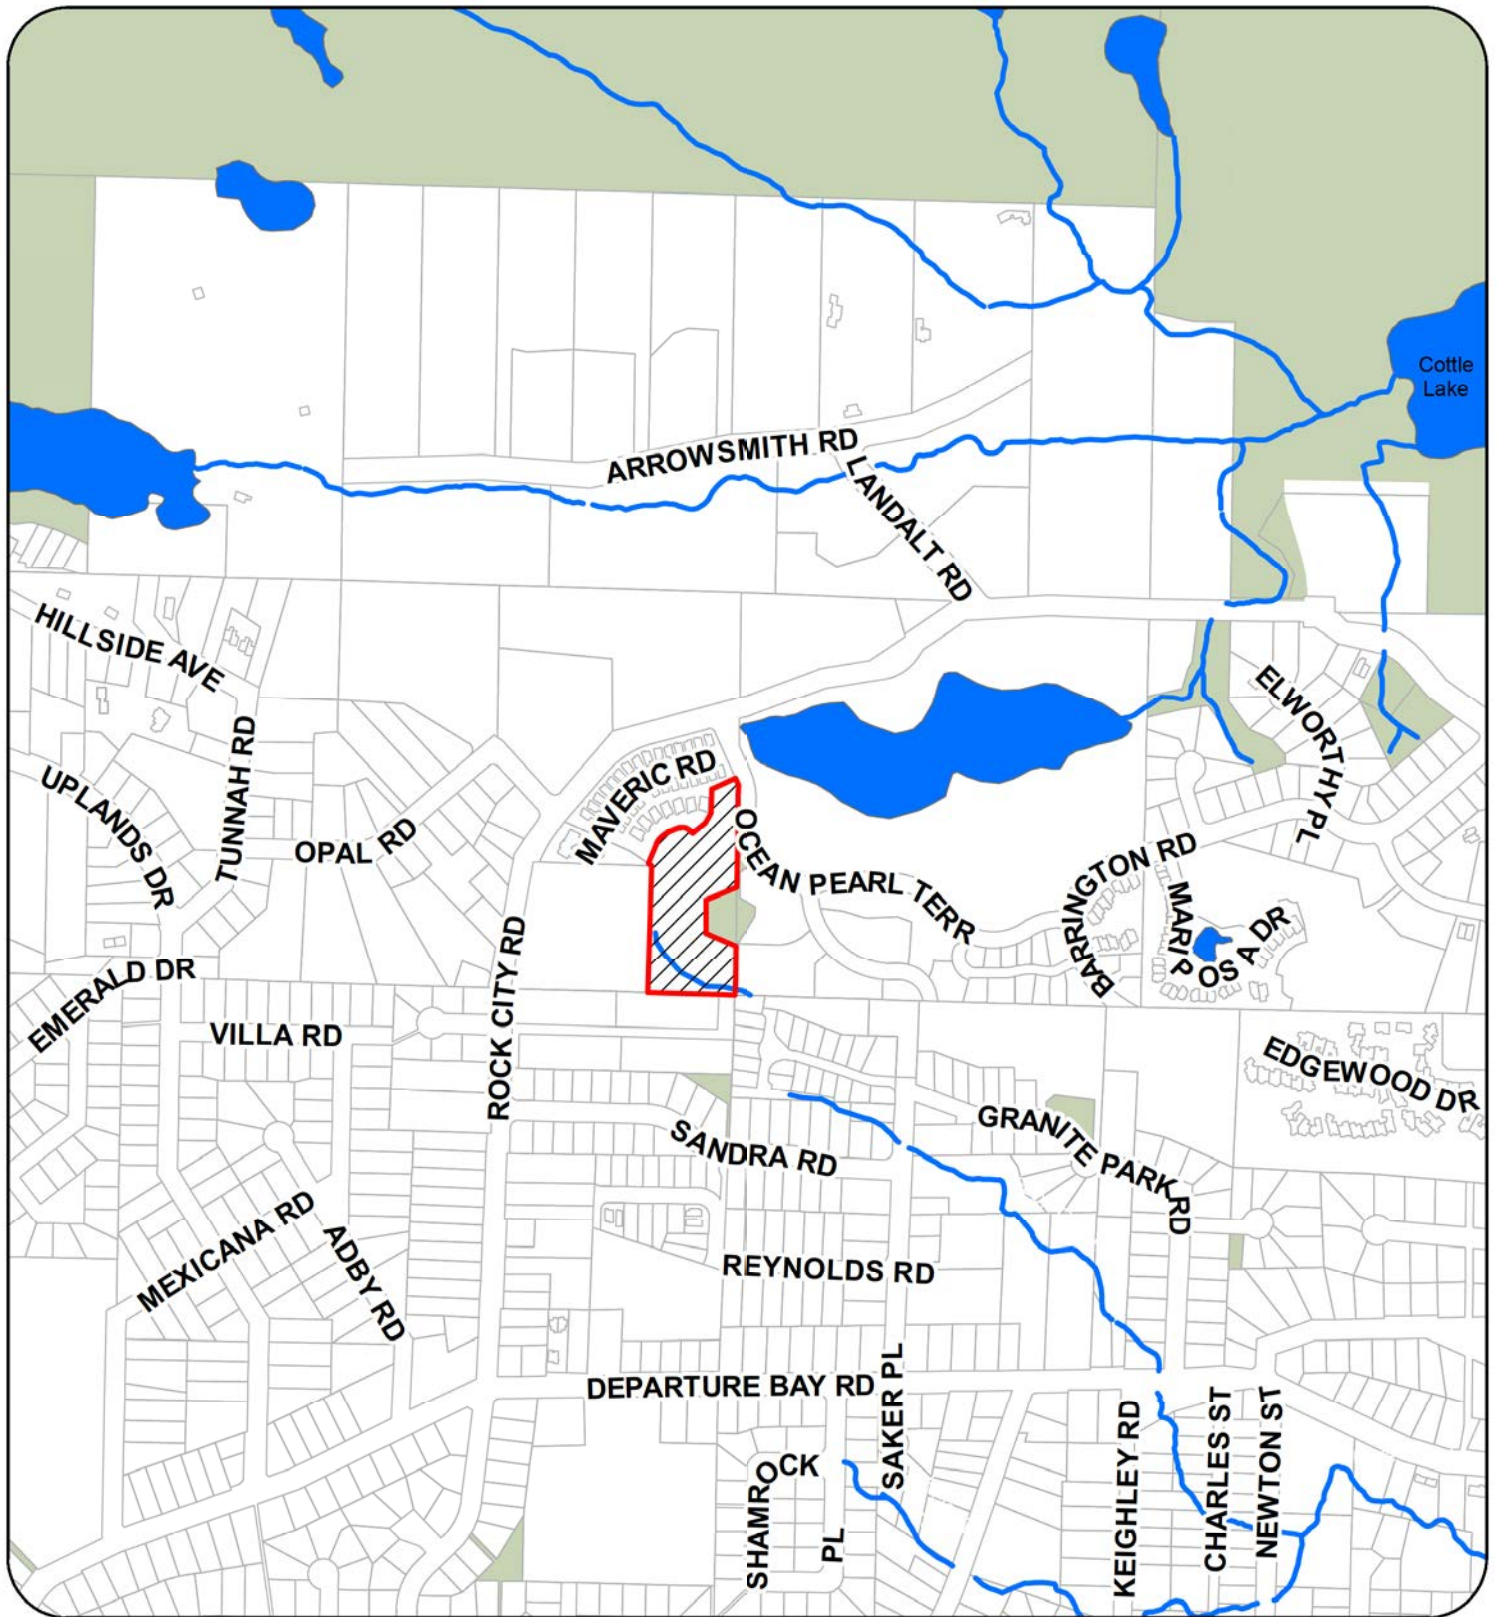 Cottle
Lake
ARROWSMITH RD
LANDALT RD
HILLSIDE AVE
ELWORTHY PL
TUNNAH RD
UPLANDS DR
MAVERIC RD
OPAL RD
OCEAN PEARL TERR
BARRINGTON RD
MARIPOSA DR
EMERALD DR
ROCK CITY RD
VILLA RD
EDGEWOOD DR
GRANITE PARK RD
SANDRA RD
MEXICANA RD
ADBY RD
REYNOLDS RD
DEPARTURE BAY RD
SAKER PL
KEIGHLEY RD
CHARLES ST
NEWTON ST
SHAMROCK PL